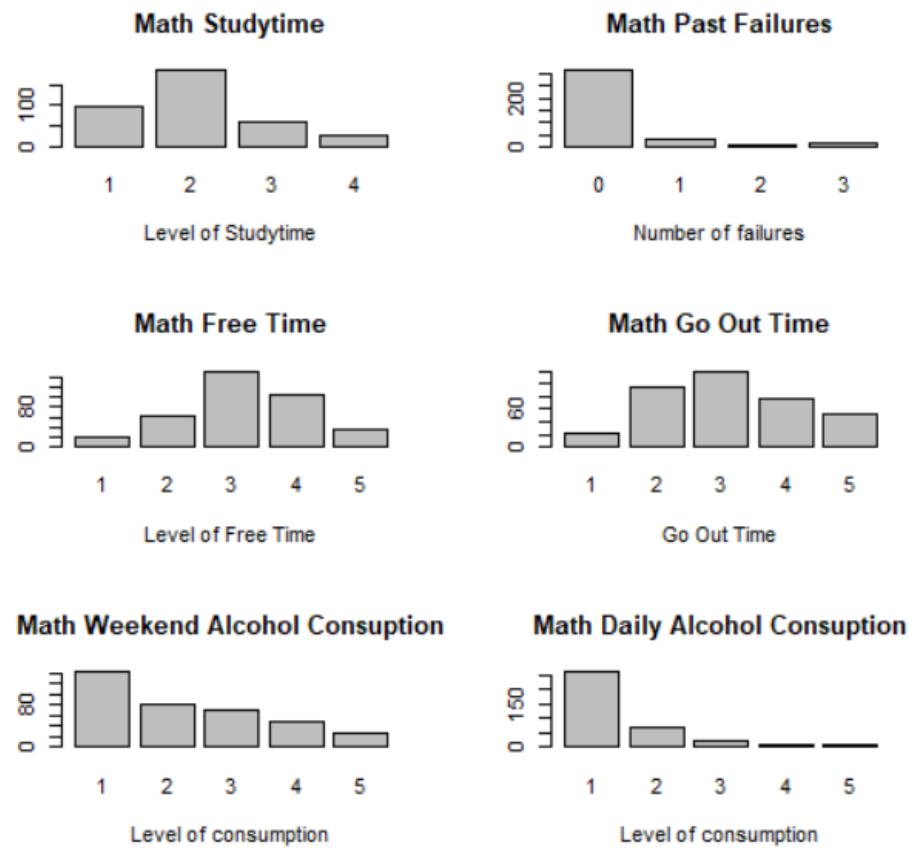 Math Studytime
100
0
1 2 3 4
Level of Studytime
Math Past Failures
200
0
0 1 2 3
Number of failures
Math Free Time
80
0
1 2 3 4 5
Level of Free Time
Math Go Out Time
60
0
1 2 3 4 5
Go Out Time
Math Weekend Alcohol Consuption
80
0
1 2 3 4 5
Level of consumption
Math Daily Alcohol Consuption
150
0
1 2 3 4 5
Level of consumption